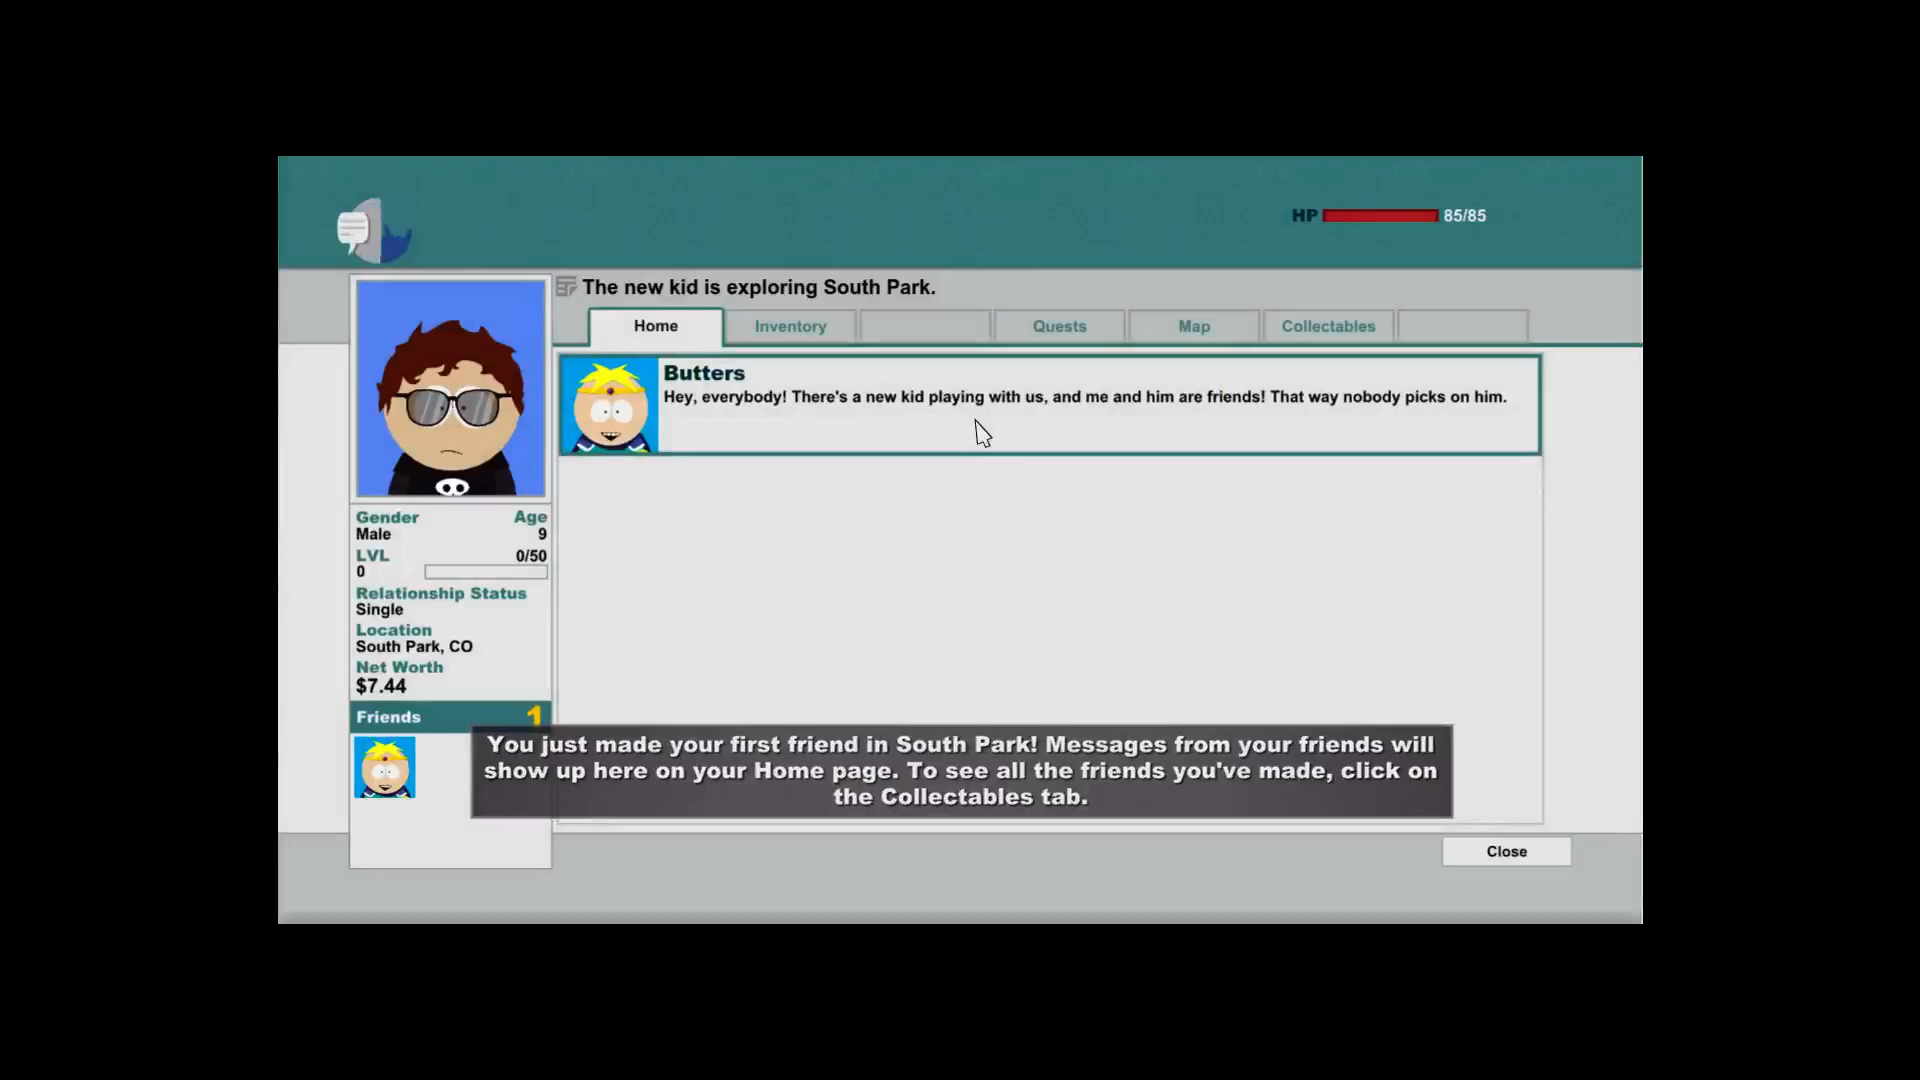 HP 85/85
The new kid is exploring South Park.
Home Inventory Quests Map Collectables
Butters
Hey, everybody! There's a new kid playing with us, and me and him are friends! That way nobody picks on him.
Gender Age
Male 9
LVL 0/50
0
Relationship Status
Single
Location
South Park, CO
Net Worth
$7.44
Friends 1
You just made your first friend in South Park! Messages from your friends will
show up here on your Home page. To see all the friends you've made, click on
the Collectables tab.
Close